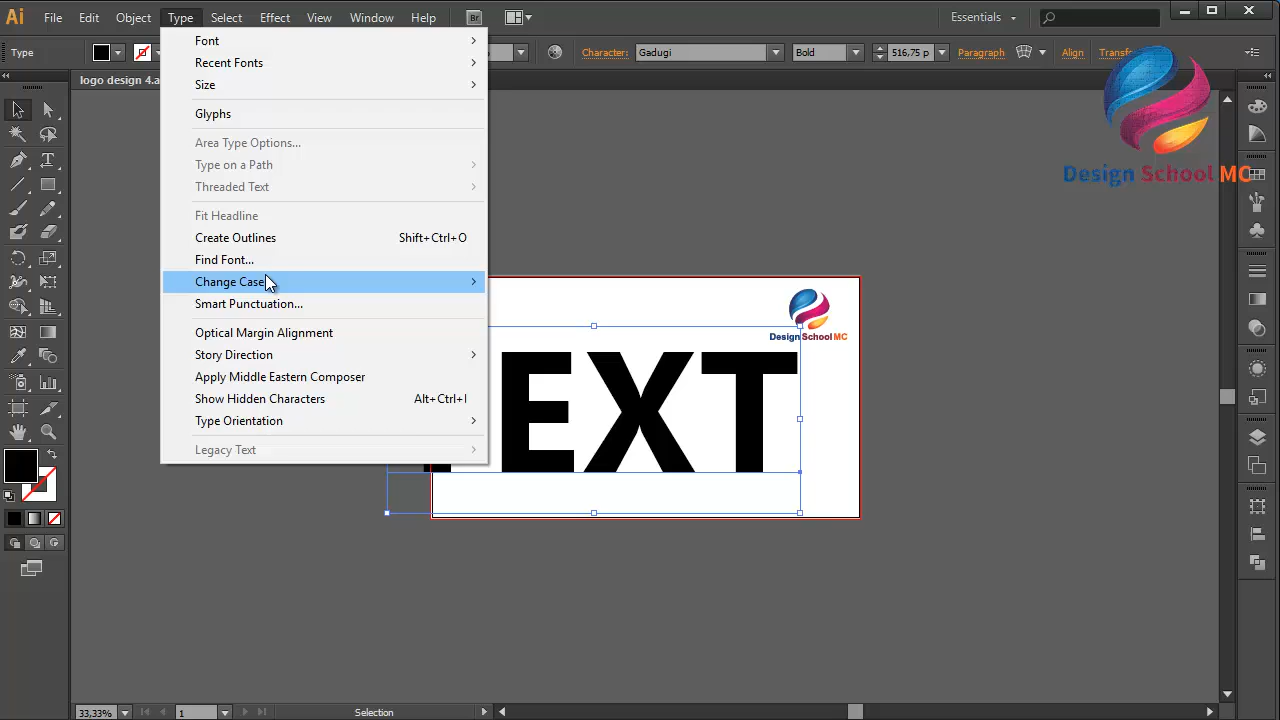 Ai File Edit Object Type Select Effect View Window Help Br Essentials
Type Character: Gadugi Bold 516,75 p Paragraph Align Transf
logo design 4.a
Font
Recent Fonts
Size
Glyphs
Area Type Options...
Type on a Path
Threaded Text
Fit Headline
Create Outlines Shift+Ctrl+O
Find Font...
Change Case
Smart Punctuation...
Optical Margin Alignment
Story Direction
Apply Middle Eastern Composer
Show Hidden Characters Alt+Ctrl+I
Type Orientation
Legacy Text
Design School MC
Design School MC
EXT
33,33% 1 Selection